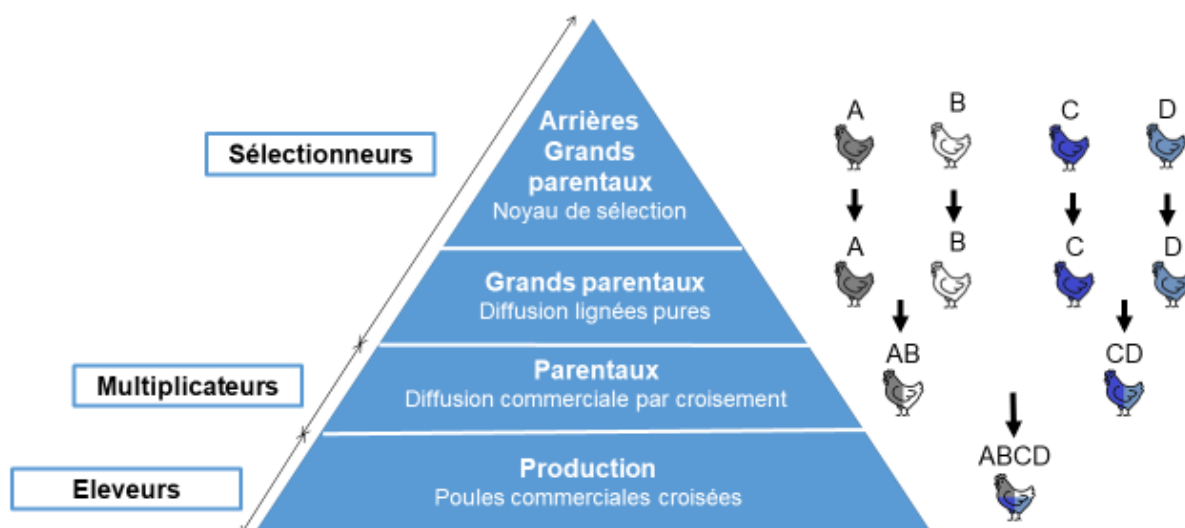 Sélectionneurs
Arrières
Grands
parentaux
Noyau de sélection
Grands parentaux
Diffusion lignées pures
Multiplicateurs
Parentaux
Diffusion commerciale par croisement
Eleveurs
Production
Poules commerciales croisées
A B C D
A B C D
AB CD
ABCD